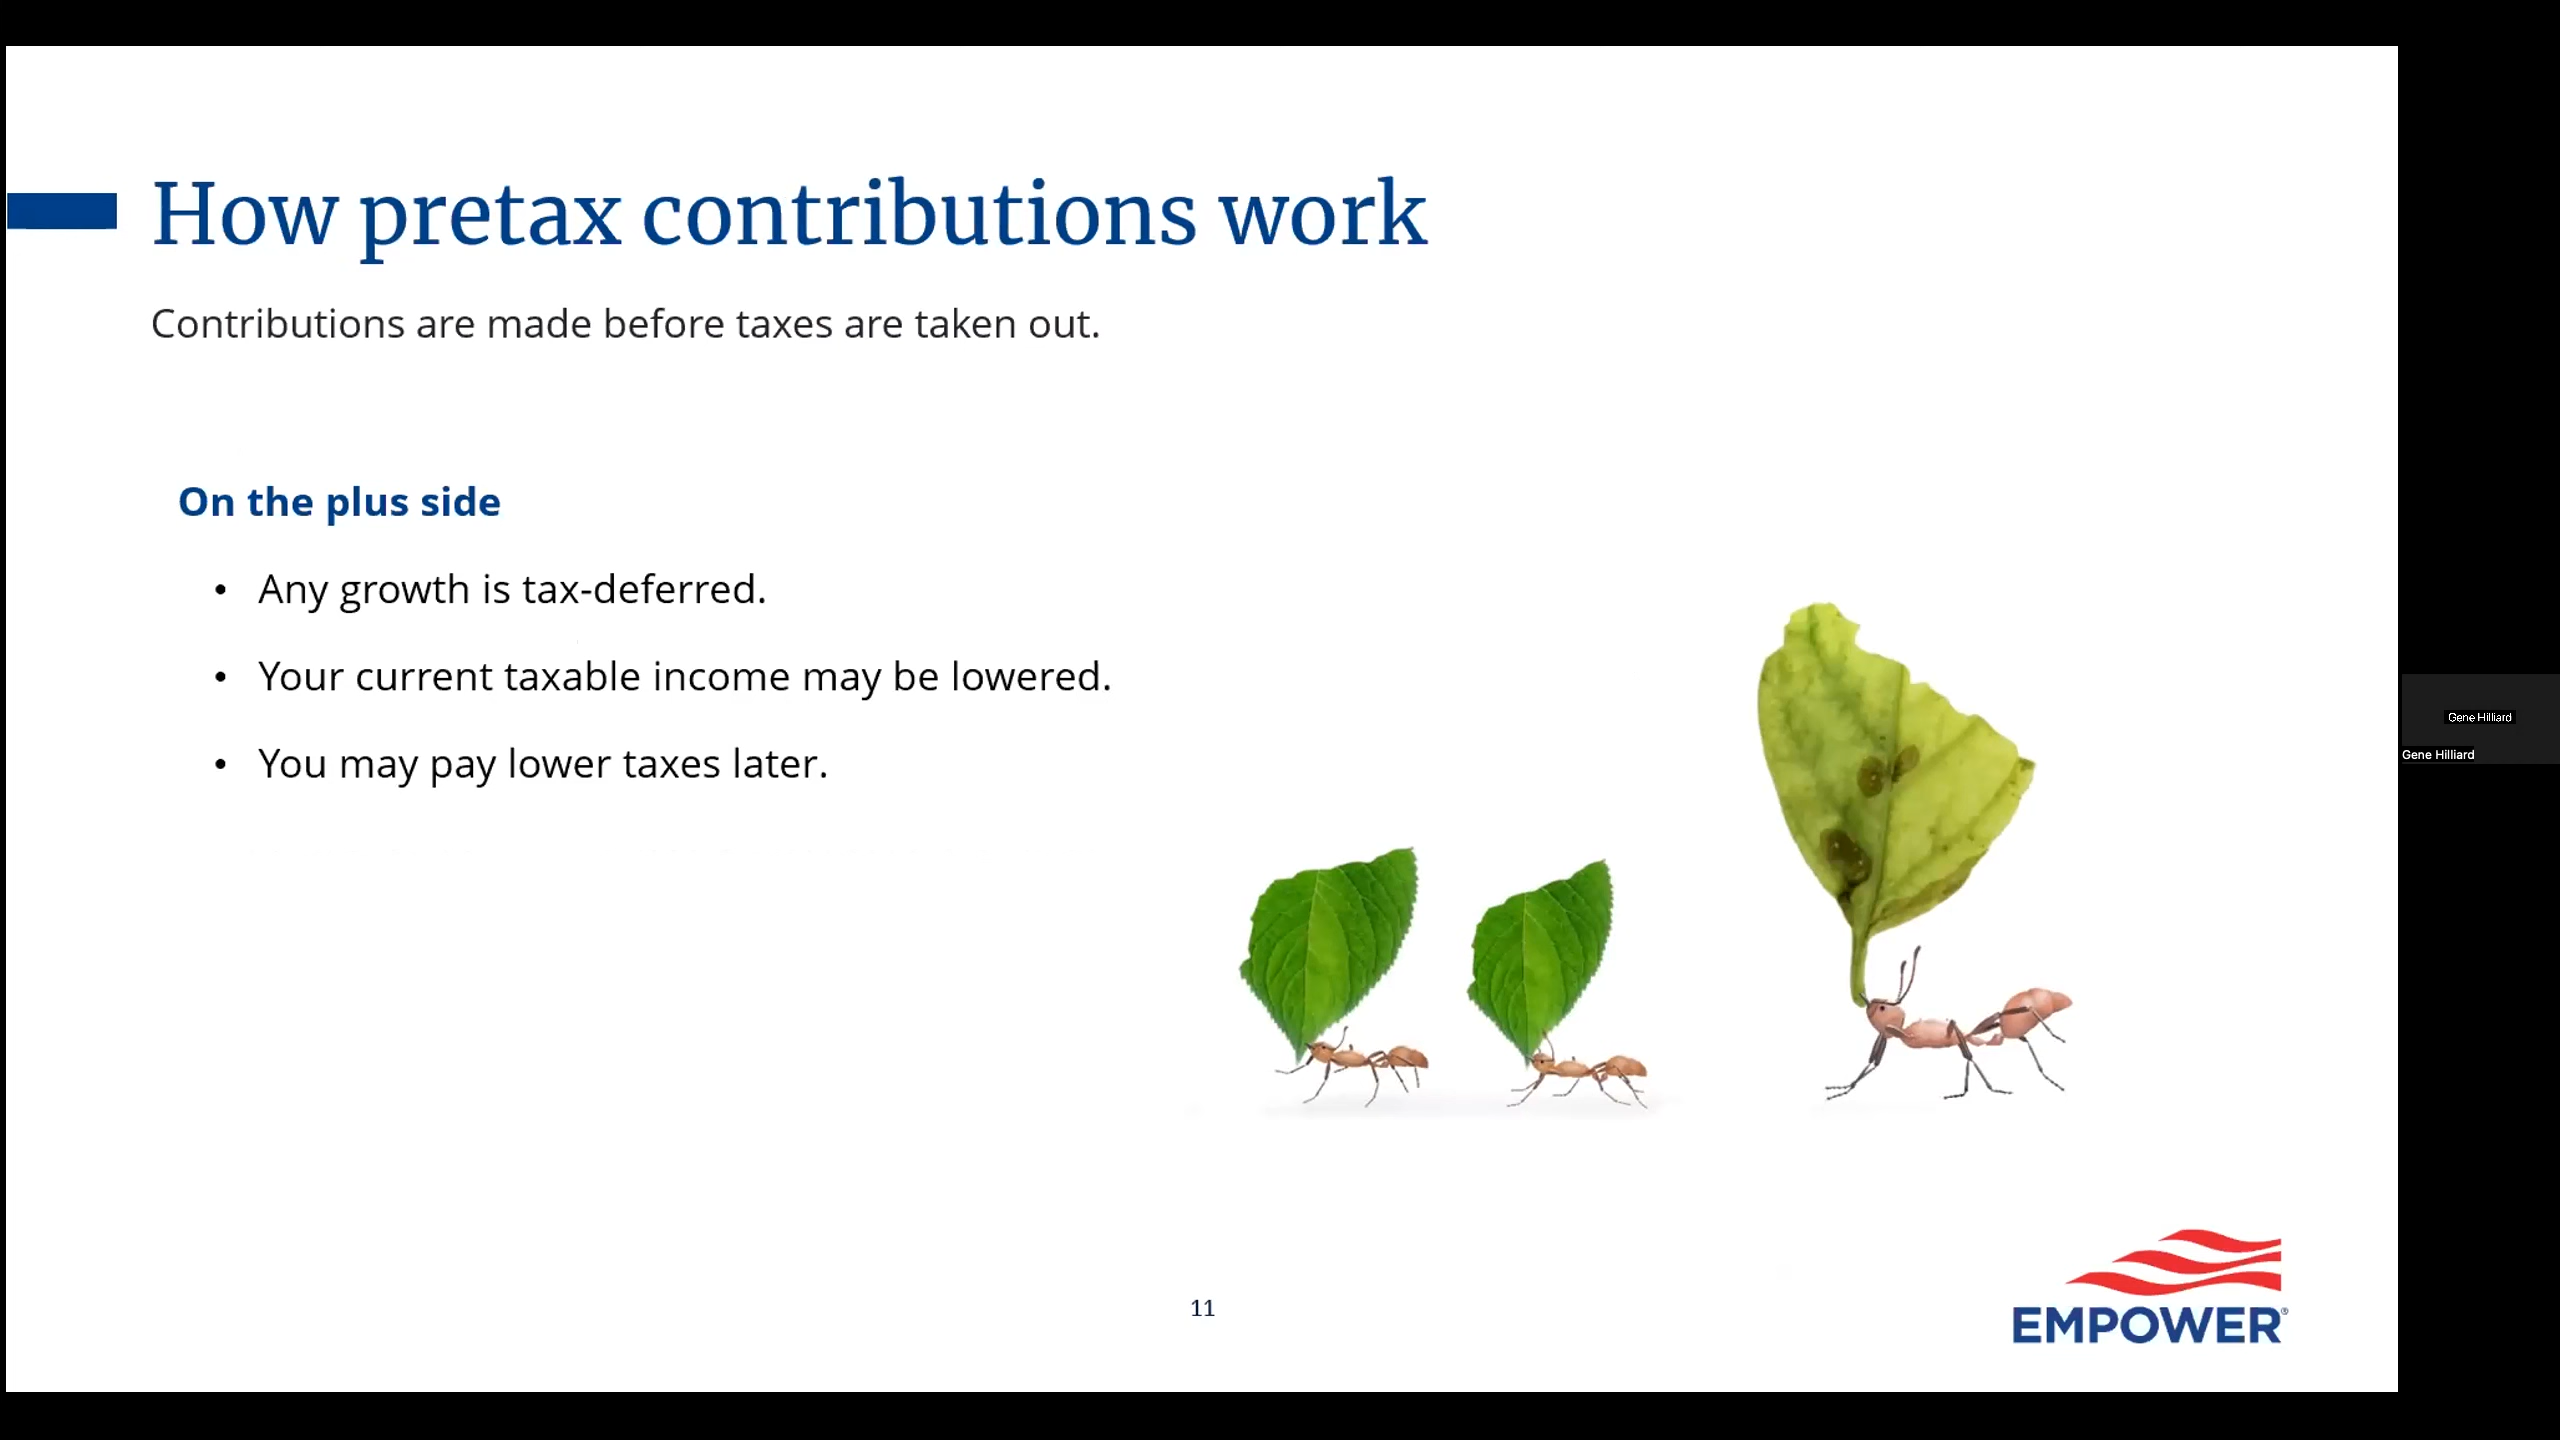 How pretax contributions work
Contributions are made before taxes are taken out.
On the plus side
• Any growth is tax-deferred.
• Your current taxable income may be lowered.
• You may pay lower taxes later.
Gene Hilliard
Gene Hilliard
11
EMPOWER®